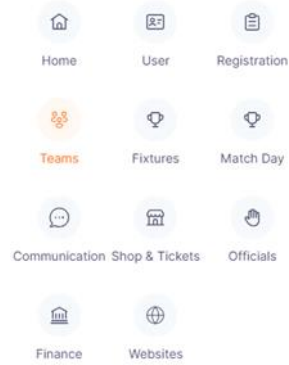 Home User Registration
Teams Fixtures Match Day
Communication Shop & Tickets Officials
Finance Websites